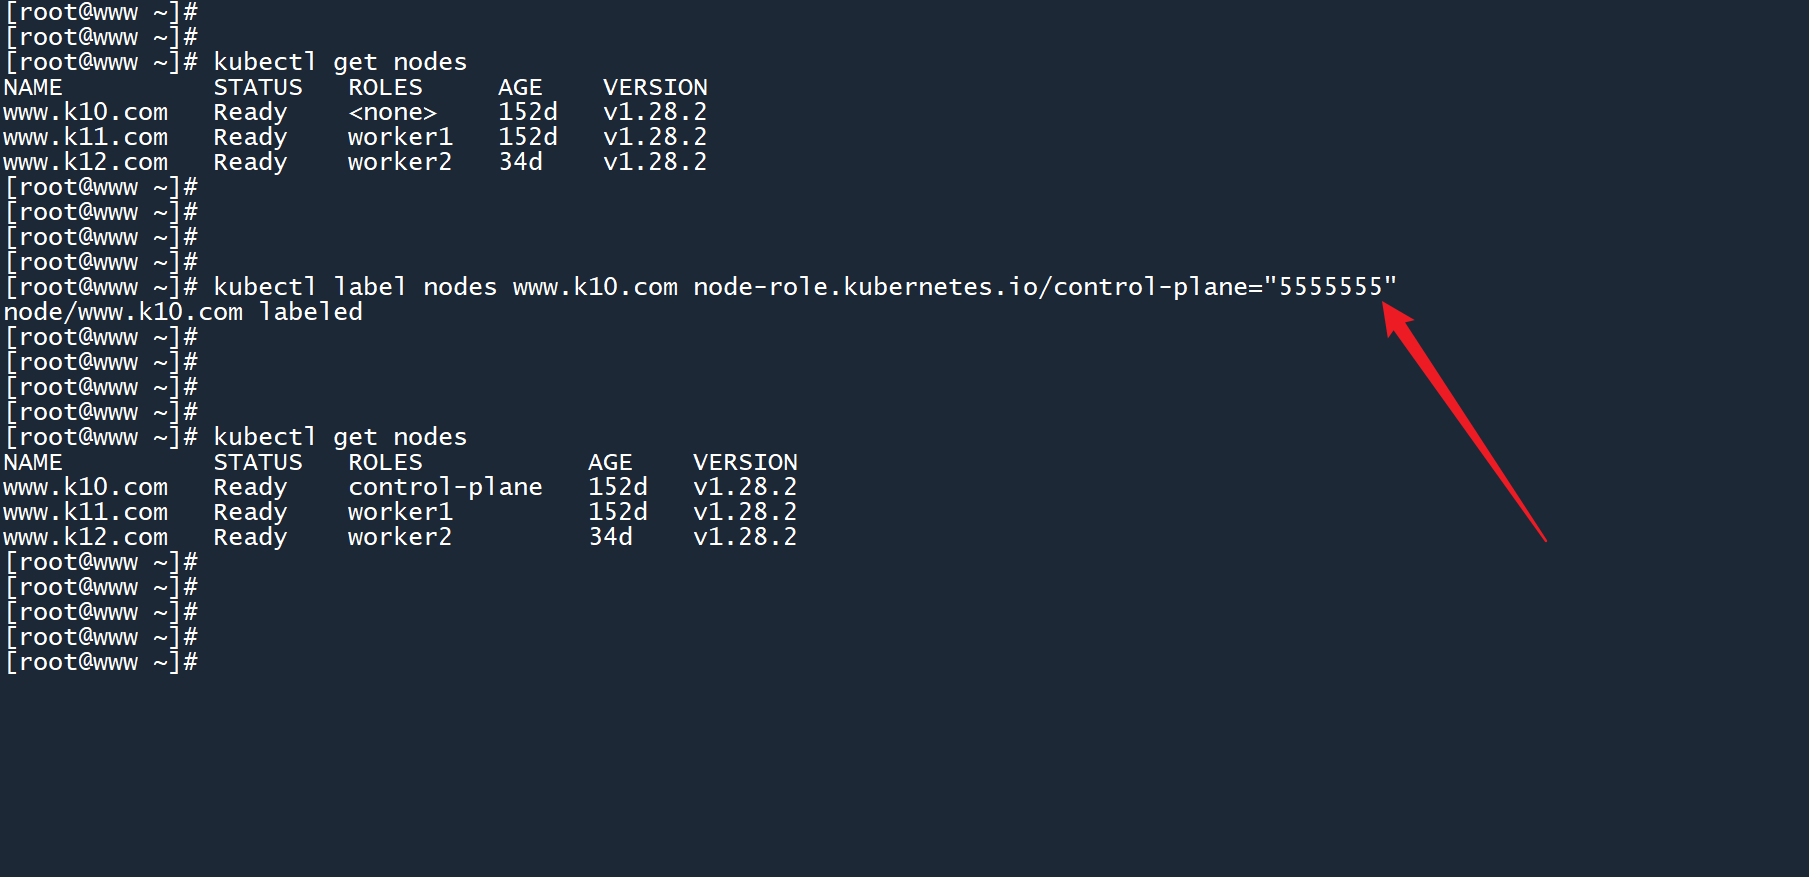 [root@www ~]#
[root@www ~]#
[root@www ~]# kubectl get nodes
NAME          STATUS   ROLES     AGE    VERSION
www.k10.com   Ready    <none>    152d   v1.28.2
www.k11.com   Ready    worker1   152d   v1.28.2
www.k12.com   Ready    worker2   34d    v1.28.2
[root@www ~]#
[root@www ~]#
[root@www ~]#
[root@www ~]#
[root@www ~]# kubectl label nodes www.k10.com node-role.kubernetes.io/control-plane="5555555"
node/www.k10.com labeled
[root@www ~]#
[root@www ~]#
[root@www ~]#
[root@www ~]#
[root@www ~]# kubectl get nodes
NAME          STATUS   ROLES           AGE    VERSION
www.k10.com   Ready    control-plane   152d   v1.28.2
www.k11.com   Ready    worker1         152d   v1.28.2
www.k12.com   Ready    worker2         34d    v1.28.2
[root@www ~]#
[root@www ~]#
[root@www ~]#
[root@www ~]#
[root@www ~]#